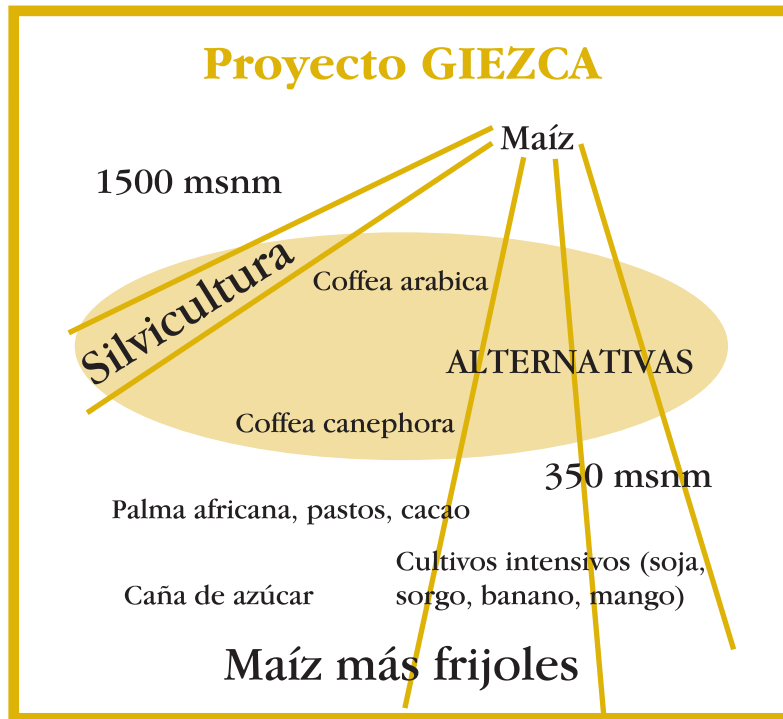 Proyecto GIEZCA
Maíz
1500 msnm
Silvicultura
Coffea arabica
ALTERNATIVAS
Coffea canephora
350 msnm
Palma africana, pastos, cacao
Cultivos intensivos (soja,
sorgo, banano, mango)
Caña de azúcar
Maíz más frijoles